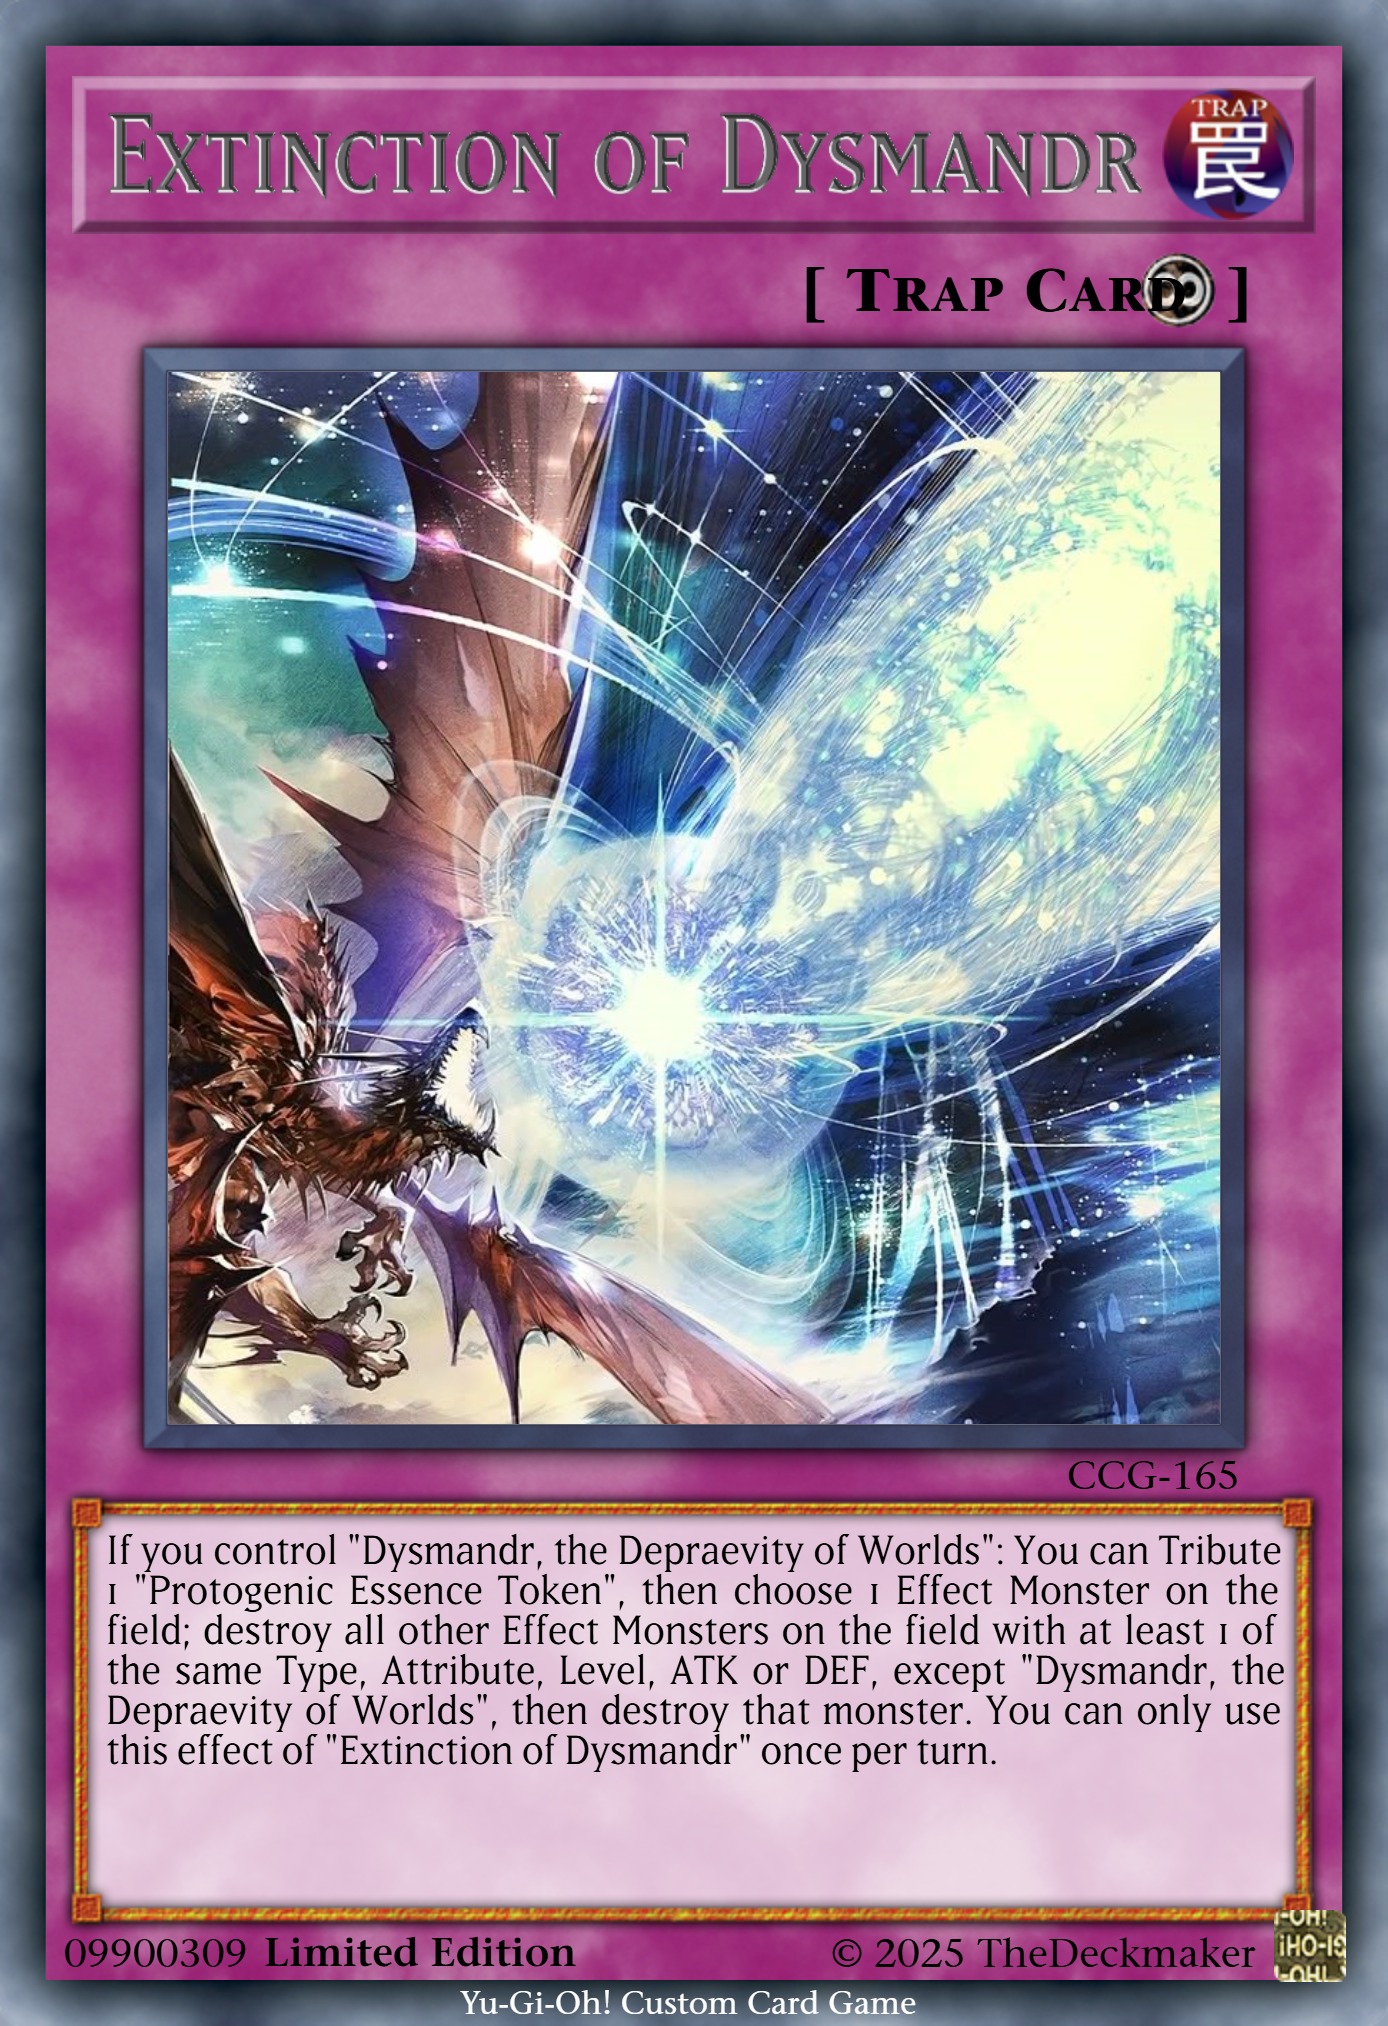 EXTINCTION OF DYSMANDR
TRAP
罠
[ TRAP CARD ]
CCG-165
If you control "Dysmandr, the Depraevity of Worlds": You can Tribute
1 "Protogenic Essence Token", then choose 1 Effect Monster on the
field; destroy all other Effect Monsters on the field with at least 1 of
the same Type, Attribute, Level, ATK or DEF, except "Dysmandr, the
Depraevity of Worlds", then destroy that monster. You can only use
this effect of "Extinction of Dysmandr" once per turn.
09900309 Limited Edition
© 2025 TheDeckmaker
Yu-Gi-Oh! Custom Card Game